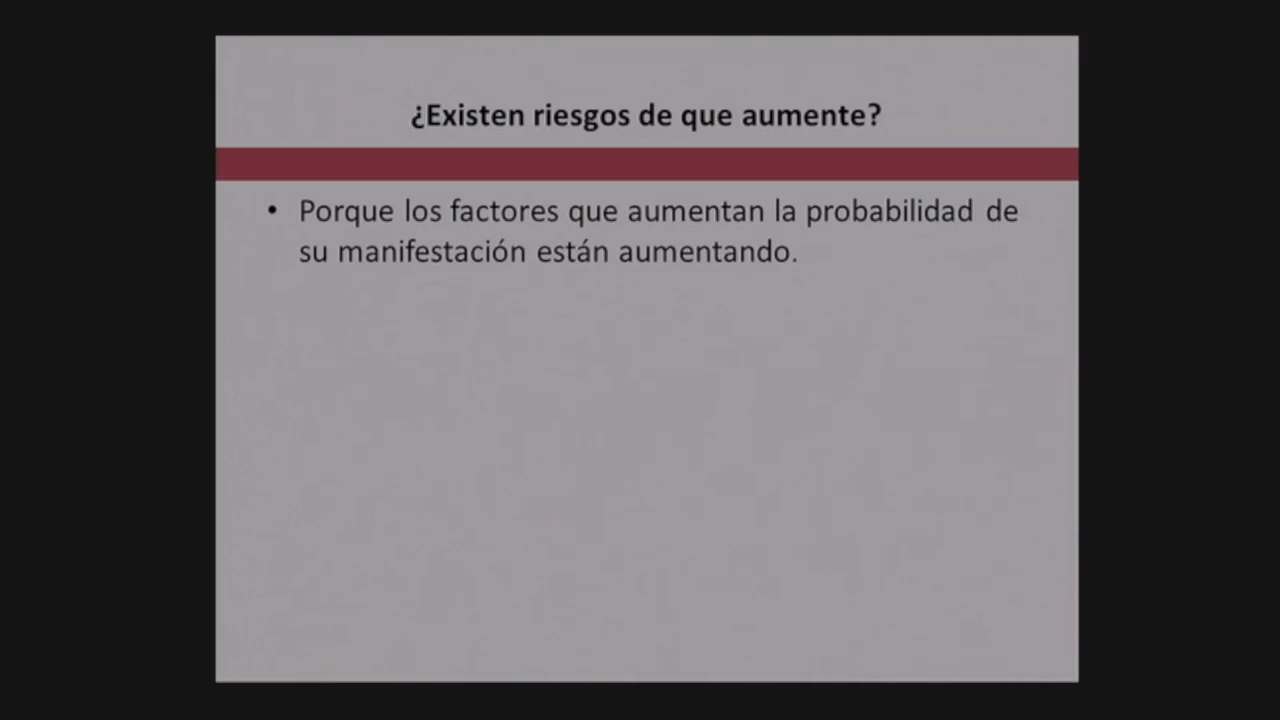 ¿Existen riesgos de que aumente?
• Porque los factores que aumentan la probabilidad de
su manifestación están aumentando.